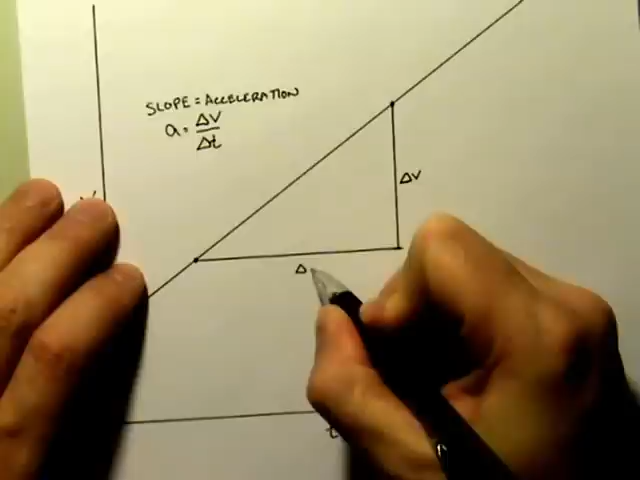 SLOPE = ACCELERATION
a = ΔV
Δt
ΔV
Δ
t